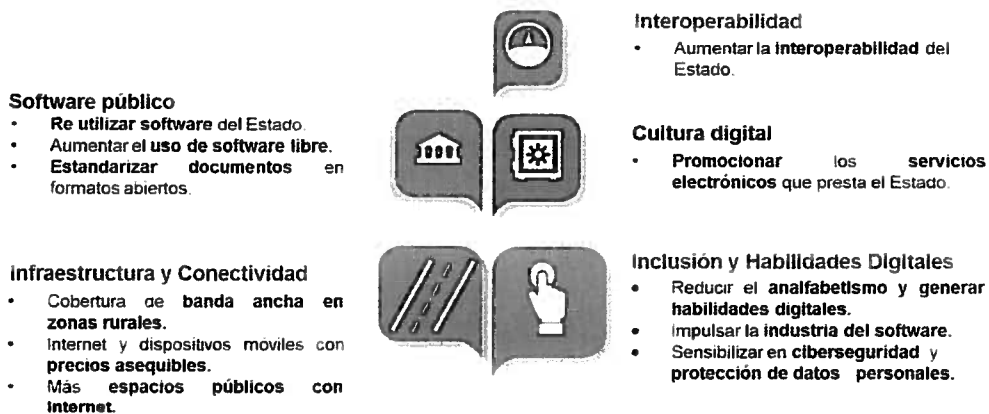 Interoperabilidad
• Aumentar la interoperabilidad del
Estado.
Software público
• Re utilizar software del Estado.
• Aumentar el uso de software libre.
• Estandarizar documentos en
formatos abiertos.
Cultura digital
• Promocionar los servicios
electrónicos que presta el Estado.
Infraestructura y Conectividad
• Cobertura de banda ancha en
zonas rurales.
• Internet y dispositivos móviles con
precios asequibles.
• Más espacios públicos con
Internet.
Inclusión y Habilidades Digitales
• Reducir el analfabetismo y generar
habilidades digitales.
• Impulsar la industria del software.
• Sensibilizar en ciberseguridad y
protección de datos personales.